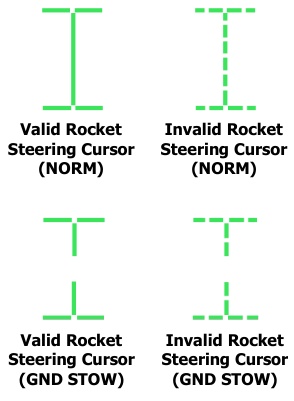 Valid Rocket
Steering Cursor
(NORM)
Invalid Rocket
Steering Cursor
(NORM)
Valid Rocket
Steering Cursor
(GND STOW)
Invalid Rocket
Steering Cursor
(GND STOW)